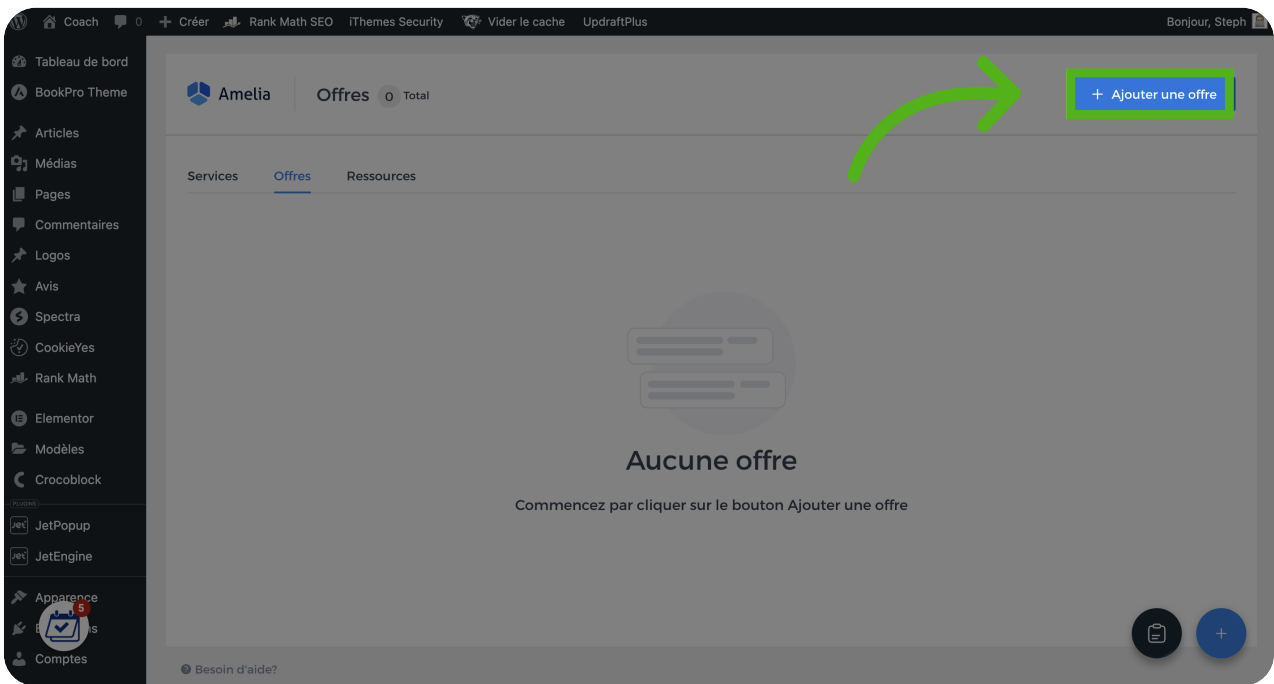 Coach 0 + Créer Rank Math SEO iThemes Security Vider le cache UpdraftPlus Bonjour, Steph
Tableau de bord
BookPro Theme
Articles
Médias
Pages
Commentaires
Logos
Avis
Spectra
CookieYes
Rank Math
Elementor
Modèles
Crocoblock
PLUGINS
Jet JetPopup
Jet JetEngine
Apparence
5
Comptes
Amelia Offres 0 Total
+ Ajouter une offre
Services Offres Ressources
Aucune offre
Commencez par cliquer sur le bouton Ajouter une offre
+
Besoin d'aide?